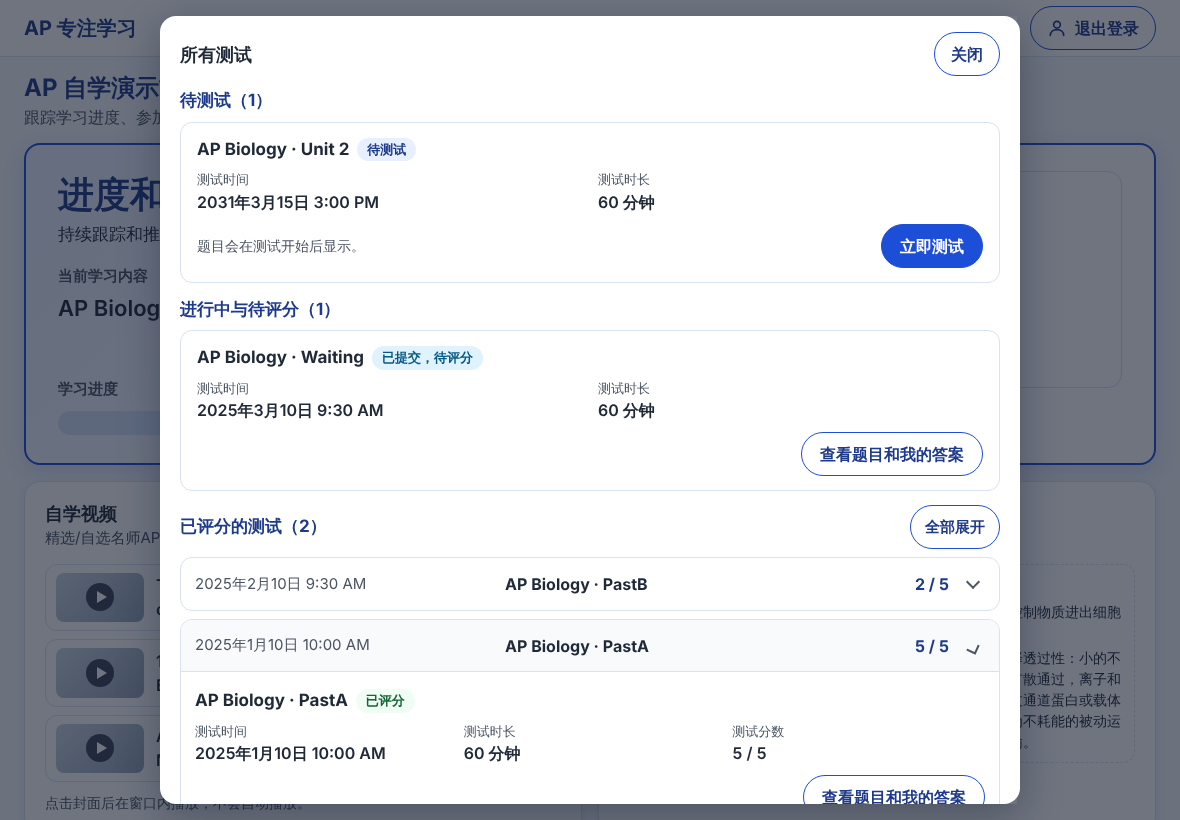 AP 专注学习
退出登录
AP 自学演示
跟踪学习进度、参加
进度和
持续跟踪和推
当前学习内容
AP Biolog
学习进度
自学视频
精选/自选名师AP
所有测试
关闭
待测试（1）
AP Biology · Unit 2 待测试
测试时间 测试时长
2031年3月15日 3:00 PM 60 分钟
题目会在测试开始后显示。 立即测试
进行中与待评分（1）
AP Biology · Waiting 已提交，待评分
测试时间 测试时长
2025年3月10日 9:30 AM 60 分钟
查看题目和我的答案
已评分的测试（2） 全部展开
2025年2月10日 9:30 AM AP Biology · PastB 2 / 5
2025年1月10日 10:00 AM AP Biology · PastA 5 / 5
AP Biology · PastA 已评分
测试时间 测试时长 测试分数
2025年1月10日 10:00 AM 60 分钟 5 / 5
查看题目和我的答案
制物质进出细胞
透过性：小的不
散通过，离子和
通道蛋白或载体
不耗能的被动运
点击封面后在窗口内播放，不会自动播放。